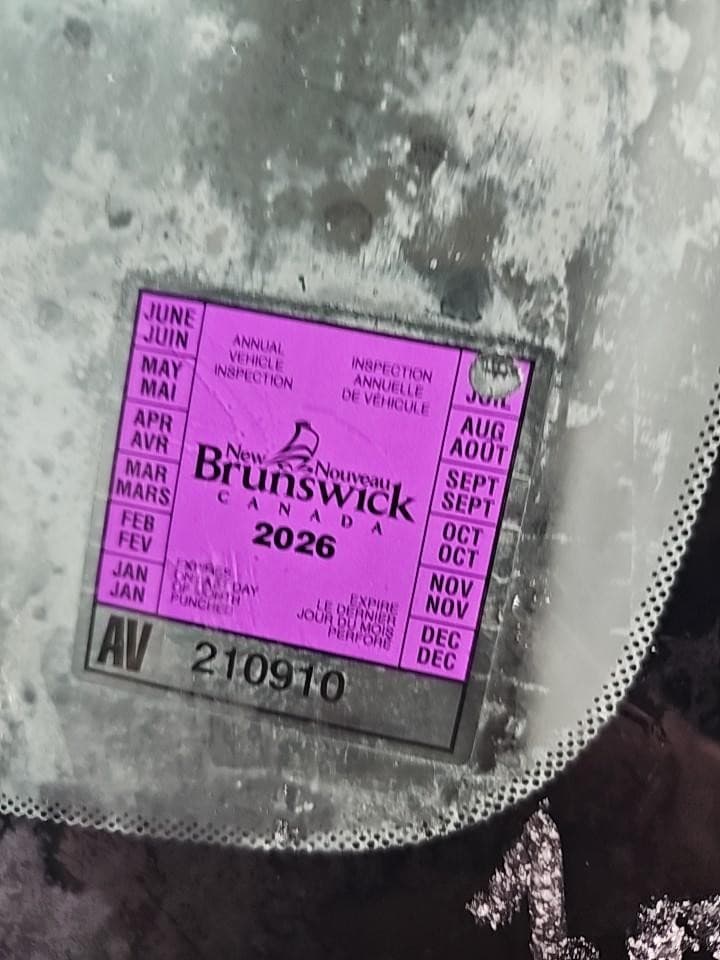 JUNE
JUIN
MAY
MAI
APR
AVR
MAR
MARS
FEB
FEV
JAN
JAN
ANNUAL
VEHICLE
INSPECTION
INSPECTION
ANNUELLE
DE VÉHICULE
New Nouveau
Brunswick
CANADA
2026
EXPIRES
ON LAST DAY
OF MONTH
PUNCHED
EXPIRE
LE DERNIER
JOUR DU MOIS
PERFORÉ
JUIL
AUG
AOÛT
SEPT
SEPT
OCT
OCT
NOV
NOV
DEC
DEC
AV 210910